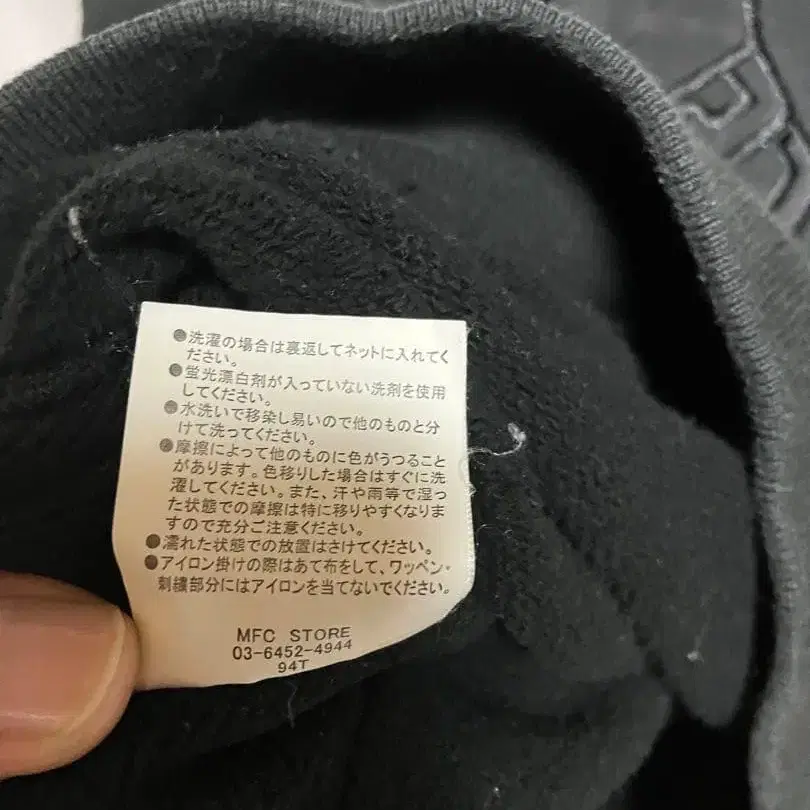 ●洗濯の場合は裏返してネットに入れてく
ださい。
●蛍光漂白剤が入っていない洗剤を使用
してください。
●水洗いで移染し易いので他のものと分
けて洗ってください。
●摩擦によって他のものに色がうつること
があります。色移りした場合はすぐに洗
濯してください。また、汗や雨等で湿っ
た状態での摩擦は特に移りやすくなりま
すので充分ご注意ください。
●濡れた状態での放置はさけてください。
●アイロン掛けの際はあて布をして、ワッペン・
刺繍部分にはアイロンを当てないでください。
MFC STORE
03-6452-4944
94T